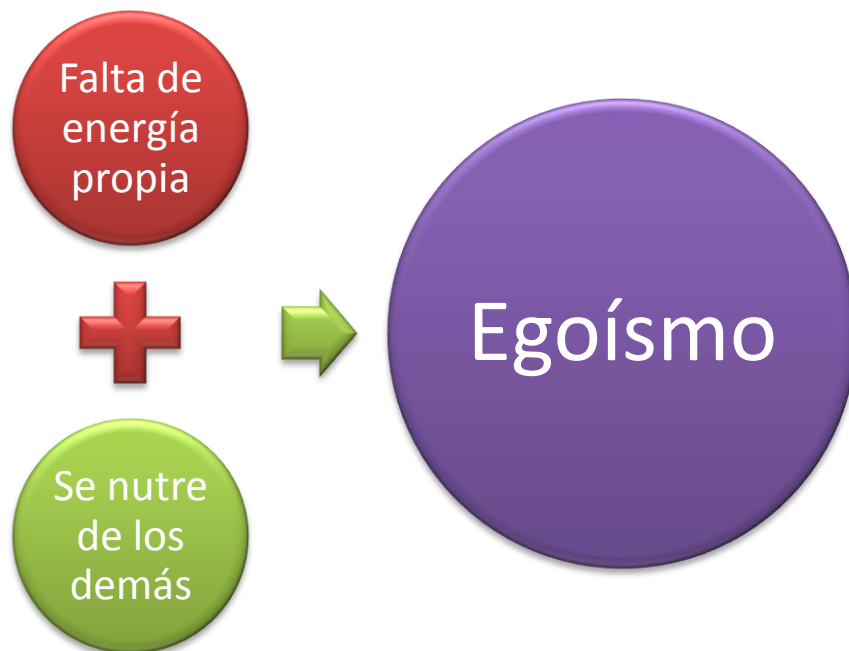 Falta de
energía
propia
Se nutre
de los
demás
Egoísmo